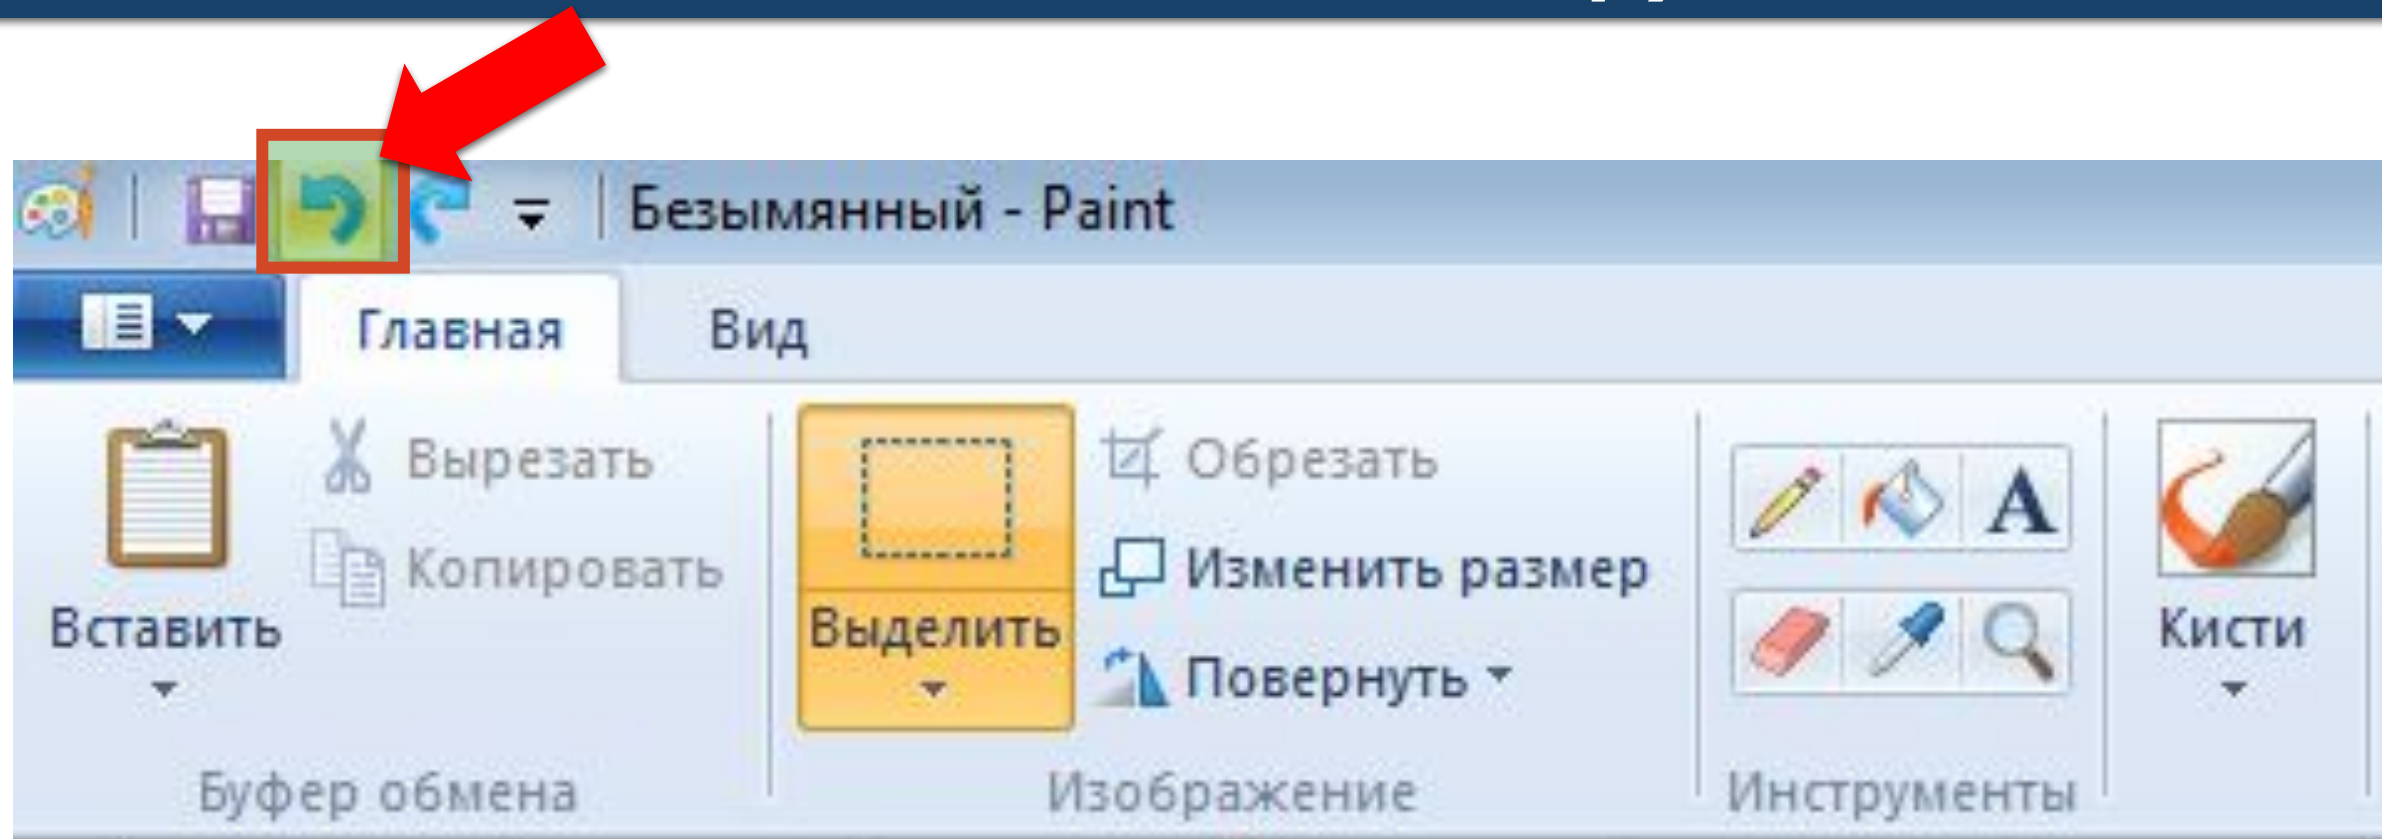 Безымянный - Paint
Главная Вид
Вырезать
Копировать
Вставить
Буфер обмена
Выделить
Обрезать
Изменить размер
Повернуть
Изображение
A
Инструменты
Кисти